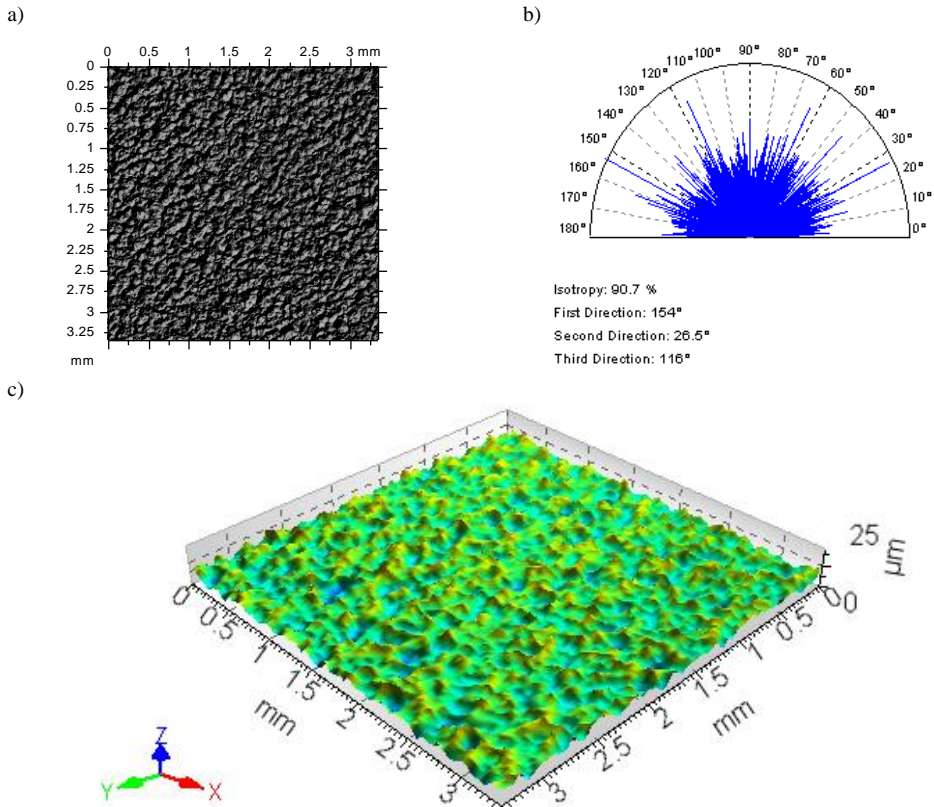 a)
b)
0 0.5 1 1.5 2 2.5 3 mm
0
0.25
0.5
0.75
1
1.25
1.5
1.75
2
2.25
2.5
2.75
3
3.25
mm
0°
10°
20°
30°
40°
50°
60°
70°
80°
90°
100°
110°
120°
130°
140°
150°
160°
170°
180°
Isotropy: 90.7 %
First Direction: 154°
Second Direction: 26.5°
Third Direction: 116°
c)
25
µm
0
0 0.5 1 1.5 2 2.5 3
mm
0 0.5 1 1.5 2 2.5 3
mm
Z
Y
X